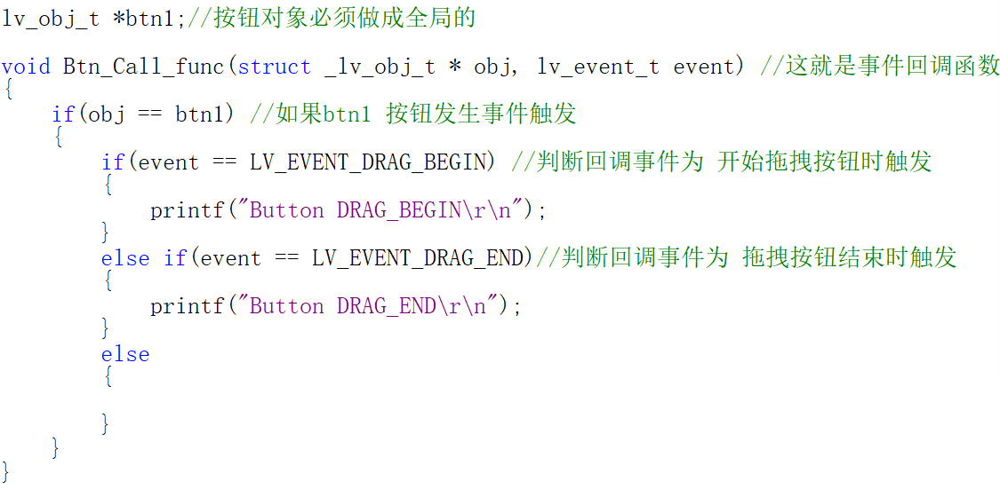 lv_obj_t *btn1;//按钮对象必须做成全局的
void Btn_Call_func(struct _lv_obj_t * obj, lv_event_t event) //这就是事件回调函数
{
    if(obj == btn1) //如果btn1 按钮发生事件触发
    {
        if(event == LV_EVENT_DRAG_BEGIN) //判断回调事件为 开始拖拽按钮时触发
        {
            printf("Button DRAG_BEGIN\r\n");
        }
        else if(event == LV_EVENT_DRAG_END)//判断回调事件为 拖拽按钮结束时触发
        {
            printf("Button DRAG_END\r\n");
        }
        else
        {
        }
    }
}